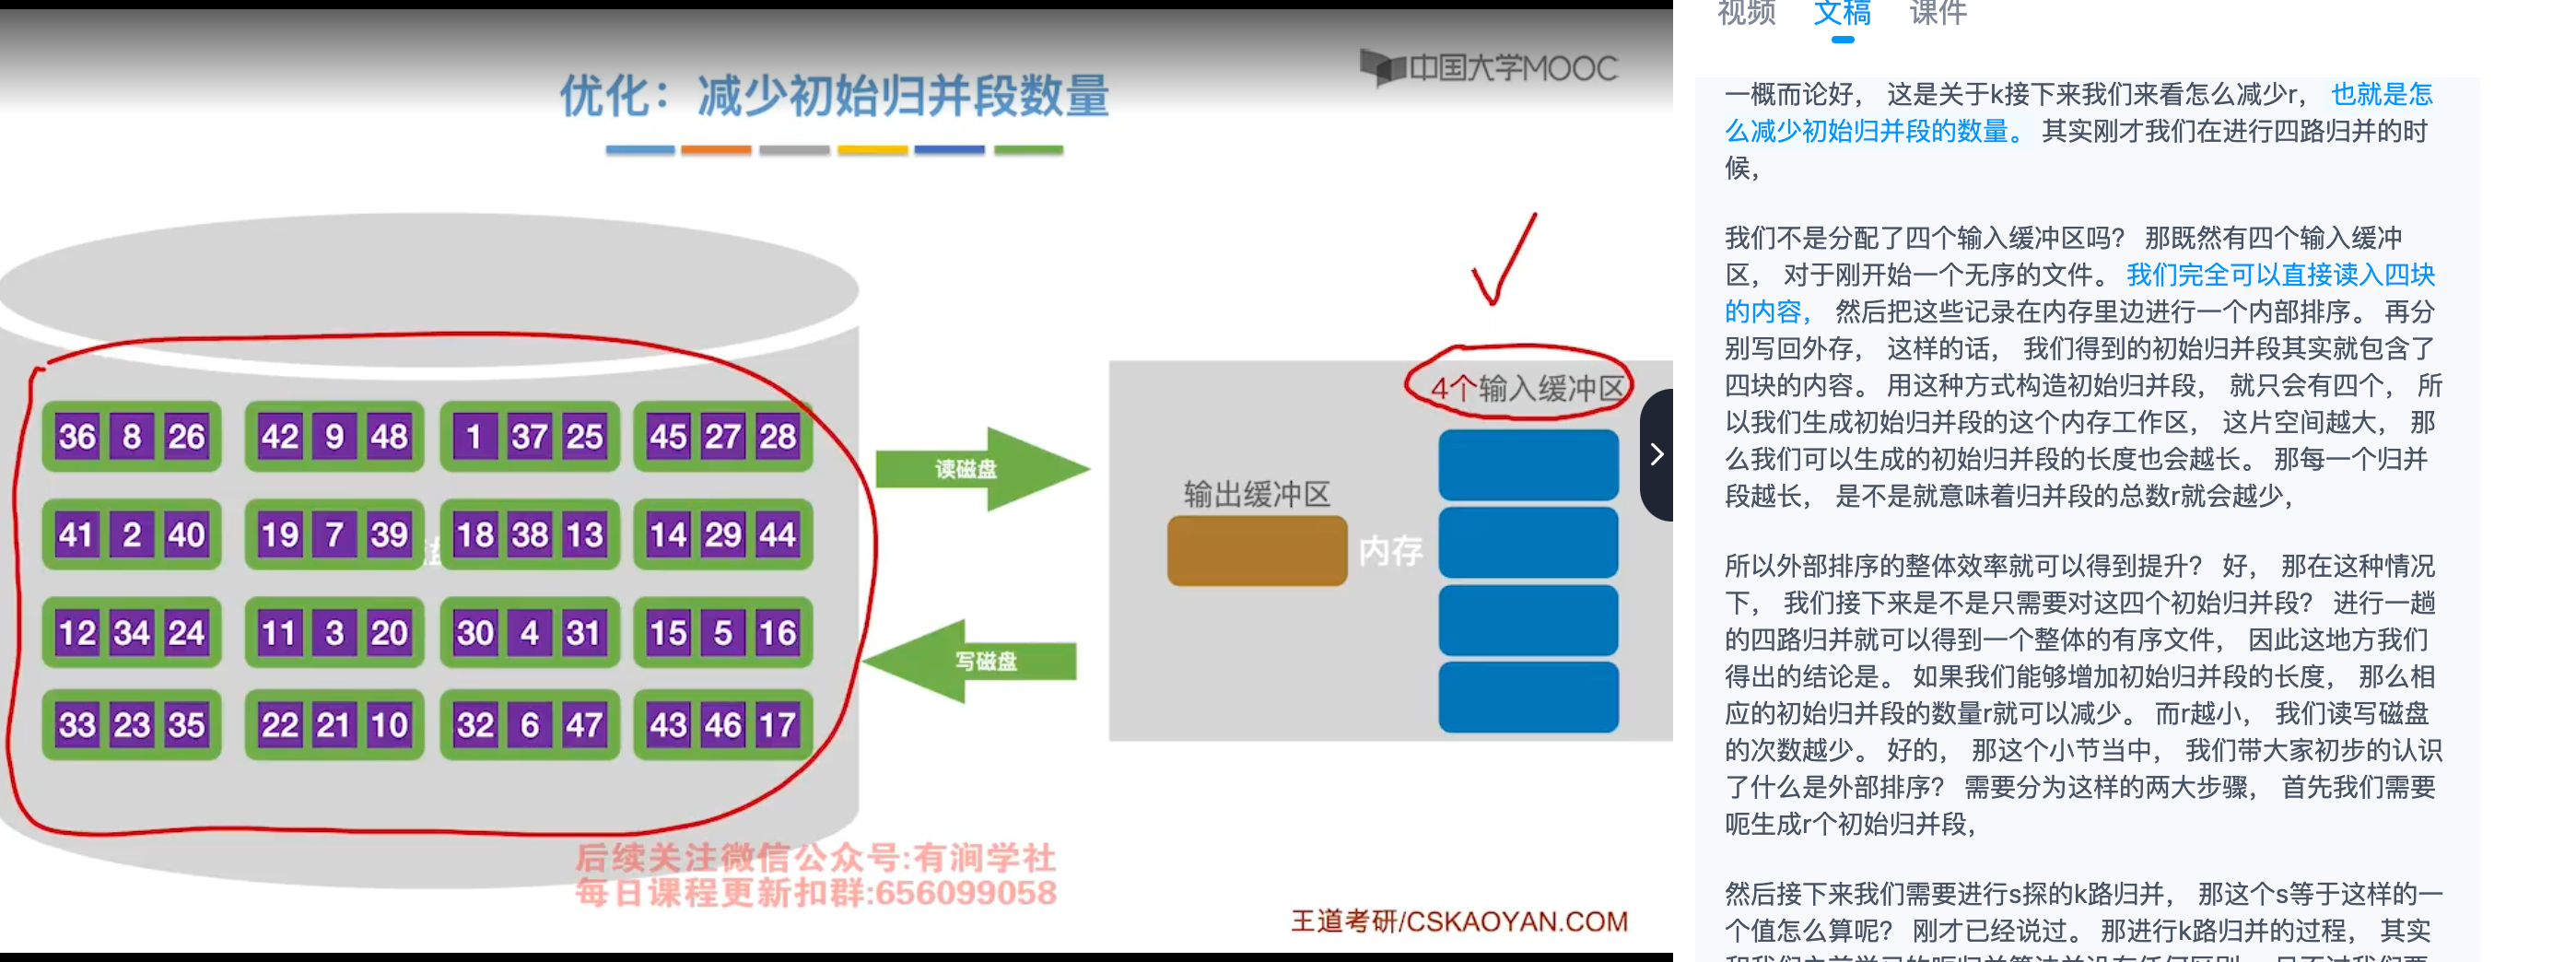 中国大学MOOC
优化：减少初始归并段数量
36 8 26 42 9 48 1 37 25 45 27 28
41 2 40 19 7 39 18 38 13 14 29 44
12 34 24 11 3 20 30 4 31 15 5 16
33 23 35 22 21 10 32 6 47 43 46 17
读磁盘
写磁盘
4个输入缓冲区
输出缓冲区
内存
后续关注微信公众号:有涧学社
每日课程更新扣群:656099058
王道考研/CSKAOYAN.COM
视频 文稿 课件
一概而论好， 这是关于k接下来我们来看怎么减少r， 也就是怎
么减少初始归并段的数量。 其实刚才我们在进行四路归并的时
候，
我们不是分配了四个输入缓冲区吗？ 那既然有四个输入缓冲
区， 对于刚开始一个无序的文件。 我们完全可以直接读入四块
的内容， 然后把这些记录在内存里边进行一个内部排序。 再分
别写回外存， 这样的话， 我们得到的初始归并段其实就包含了
四块的内容。 用这种方式构造初始归并段， 就只会有四个， 所
以我们生成初始归并段的这个内存工作区， 这片空间越大， 那
么我们可以生成的初始归并段的长度也会越长。 那每一个归并
段越长， 是不是就意味着归并段的总数r就会越少，
所以外部排序的整体效率就可以得到提升？ 好， 那在这种情况
下， 我们接下来是不是只需要对这四个初始归并段？ 进行一趟
的四路归并就可以得到一个整体的有序文件， 因此这地方我们
得出的结论是。 如果我们能够增加初始归并段的长度， 那么相
应的初始归并段的数量r就可以减少。 而r越小， 我们读写磁盘
的次数越少。 好的， 那这个小节当中， 我们带大家初步的认识
了什么是外部排序？ 需要分为这样的两大步骤， 首先我们需要
呃生成r个初始归并段，
然后接下来我们需要进行s探的k路归并， 那这个s等于这样的一
个值怎么算呢？ 刚才已经说过。 那进行k路归并的过程， 其实